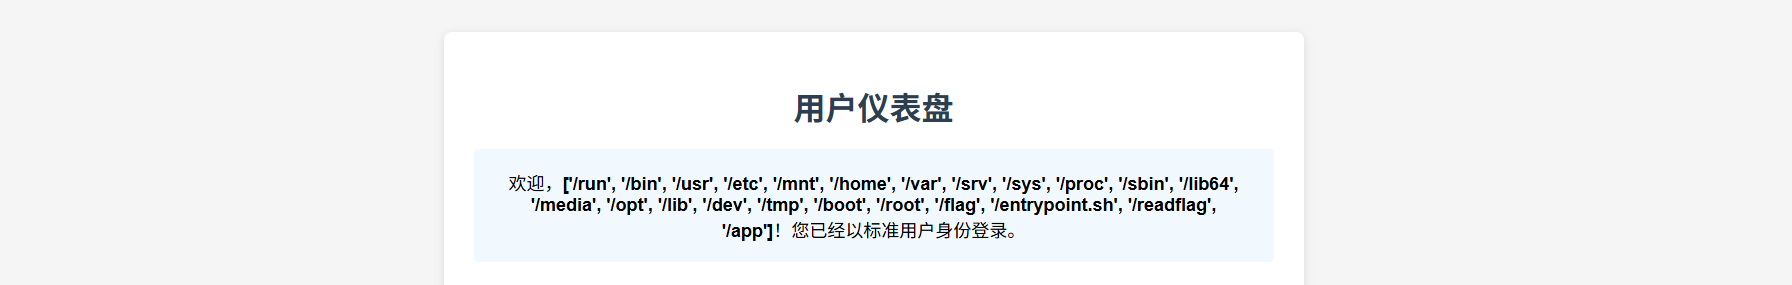 用户仪表盘
欢迎，['/run', '/bin', '/usr', '/etc', '/mnt', '/home', '/var', '/srv', '/sys', '/proc', '/sbin', '/lib64',
'/media', '/opt', '/lib', '/dev', '/tmp', '/boot', '/root', '/flag', '/entrypoint.sh', '/readflag',
'/app']！您已经以标准用户身份登录。